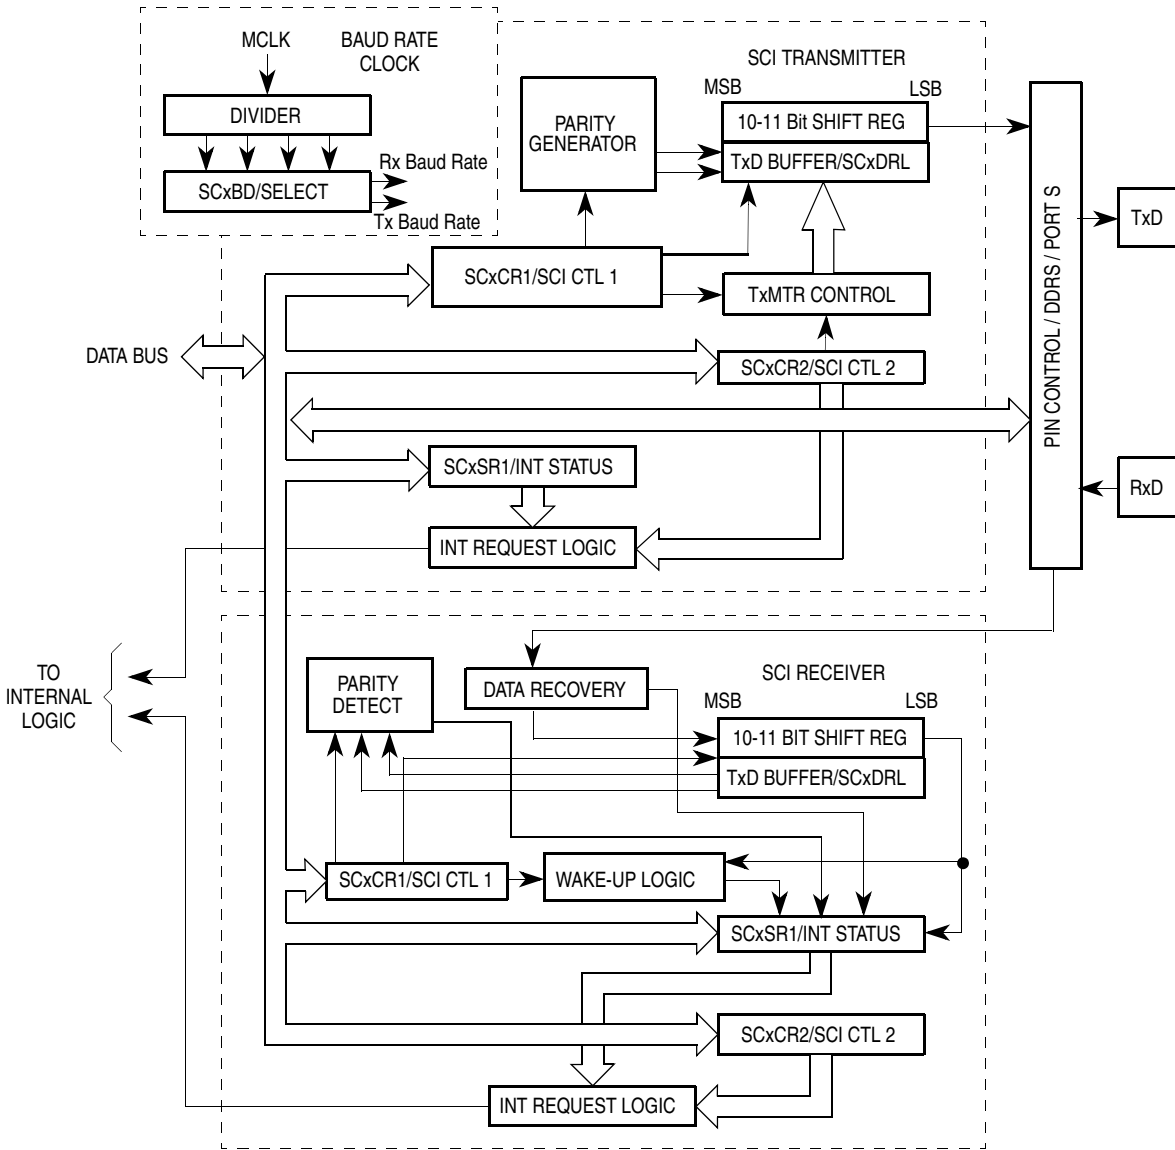 MCLK
BAUD RATE
CLOCK
DIVIDER
SCxBD/SELECT
Rx Baud Rate
Tx Baud Rate
SCI TRANSMITTER
MSB
LSB
PARITY
GENERATOR
10-11 Bit SHIFT REG
TxD BUFFER/SCxDRL
SCxCR1/SCI CTL 1
TxMTR CONTROL
DATA BUS
SCxCR2/SCI CTL 2
SCxSR1/INT STATUS
INT REQUEST LOGIC
PIN CONTROL / DDRS / PORT S
TxD
RxD
TO
INTERNAL
LOGIC
PARITY
DETECT
DATA RECOVERY
SCI RECEIVER
MSB
LSB
10-11 BIT SHIFT REG
TxD BUFFER/SCxDRL
SCxCR1/SCI CTL 1
WAKE-UP LOGIC
SCxSR1/INT STATUS
SCxCR2/SCI CTL 2
INT REQUEST LOGIC